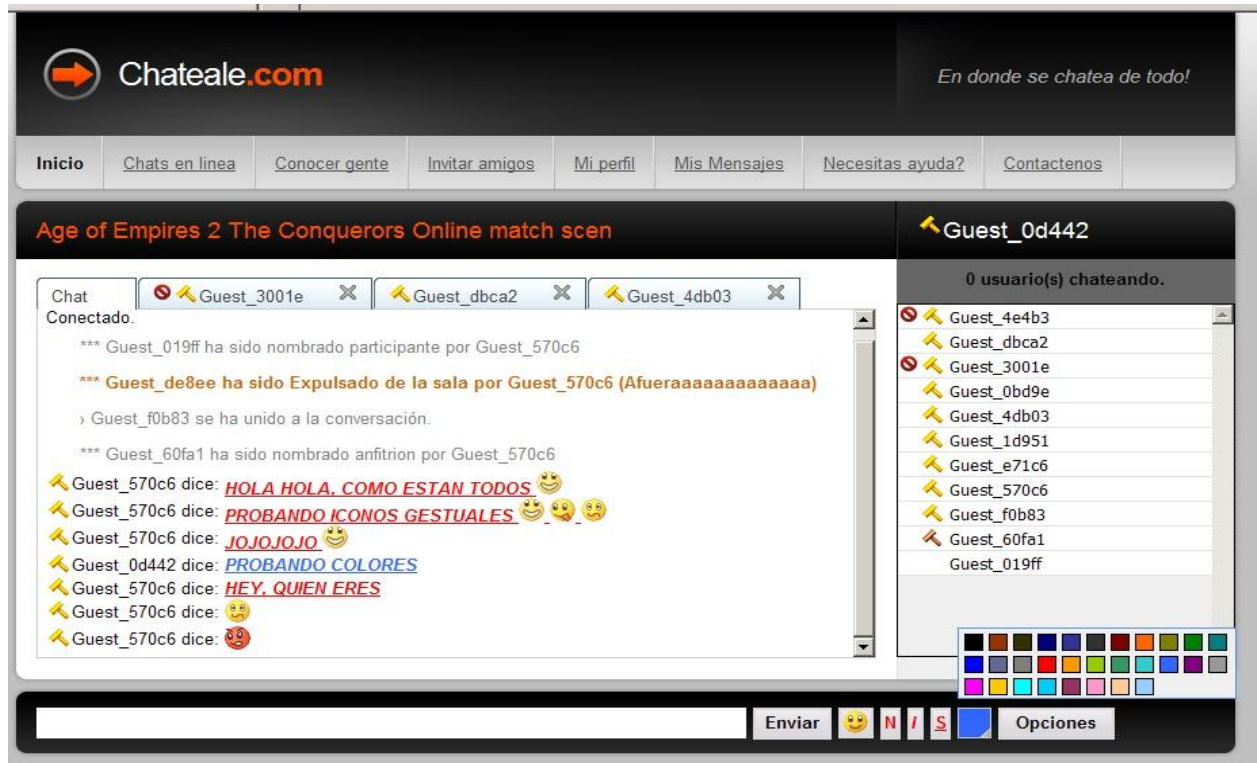 Chateale.com
En donde se chatea de todo!
Inicio Chats en linea Conocer gente Invitar amigos Mi perfil Mis Mensajes Necesitas ayuda? Contactenos
Age of Empires 2 The Conquerors Online match scen
Guest_0d442
0 usuario(s) chateando.
Chat Guest_3001e Guest_dbca2 Guest_4db03
Conectado.
*** Guest_019ff ha sido nombrado participante por Guest_570c6
*** Guest_de8ee ha sido Expulsado de la sala por Guest_570c6 (Afueraaaaaaaaaaaaa)
› Guest_f0b83 se ha unido a la conversación.
*** Guest_60fa1 ha sido nombrado anfitrion por Guest_570c6
Guest_570c6 dice: HOLA HOLA, COMO ESTAN TODOS
Guest_570c6 dice: PROBANDO ICONOS GESTUALES
Guest_570c6 dice: JOJOJOJO
Guest_0d442 dice: PROBANDO COLORES
Guest_570c6 dice: HEY, QUIEN ERES
Guest_570c6 dice:
Guest_570c6 dice:
Guest_4e4b3
Guest_dbca2
Guest_3001e
Guest_0bd9e
Guest_4db03
Guest_1d951
Guest_e71c6
Guest_570c6
Guest_f0b83
Guest_60fa1
Guest_019ff
Enviar N I S Opciones